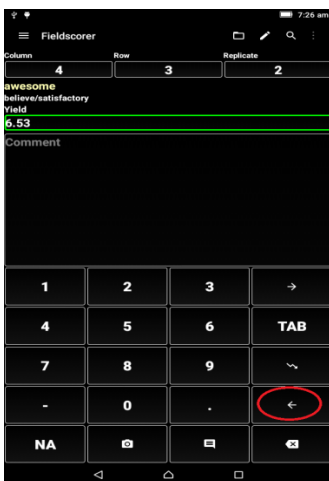 7:26 am
Fieldscorer
Column Row Replicate
4 3 2
awesome
believe/satisfactory
Yield
6.53
Comment
1 2 3 →
4 5 6 TAB
7 8 9
- 0 . ←
NA